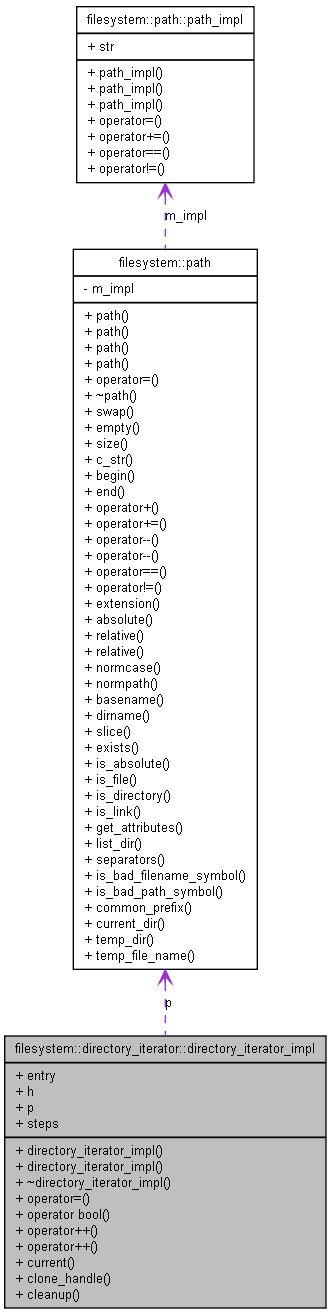 filesystem::path::path_impl
+ str
+ path_impl()
+ path_impl()
+ path_impl()
+ operator=()
+ operator+=()
+ operator==()
+ operator!=()
m_impl
filesystem::path
- m_impl
+ path()
+ path()
+ path()
+ path()
+ operator=()
+ ~path()
+ swap()
+ empty()
+ size()
+ c_str()
+ begin()
+ end()
+ operator+()
+ operator+=()
+ operator--()
+ operator--()
+ operator==()
+ operator!=()
+ extension()
+ absolute()
+ relative()
+ relative()
+ normcase()
+ normpath()
+ basename()
+ dirname()
+ slice()
+ exists()
+ is_absolute()
+ is_file()
+ is_directory()
+ is_link()
+ get_attributes()
+ list_dir()
+ separators()
+ is_bad_filename_symbol()
+ is_bad_path_symbol()
+ common_prefix()
+ current_dir()
+ temp_dir()
+ temp_file_name()
p
filesystem::directory_iterator::directory_iterator_impl
+ entry
+ h
+ p
+ steps
+ directory_iterator_impl()
+ directory_iterator_impl()
+ ~directory_iterator_impl()
+ operator=()
+ operator bool()
+ operator++()
+ operator++()
+ current()
+ clone_handle()
+ cleanup()